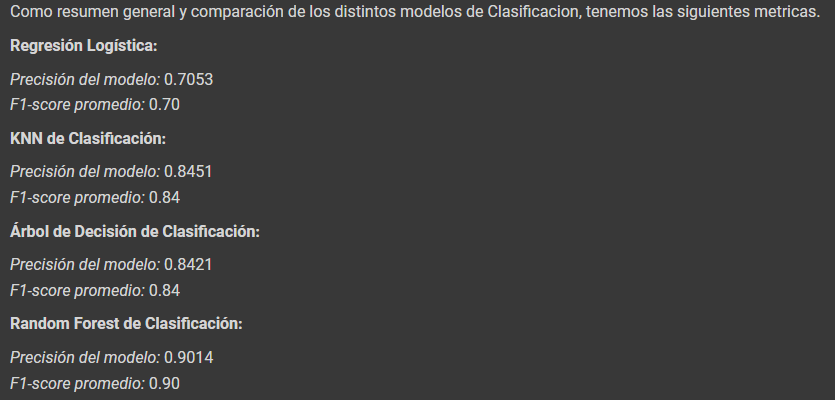 Como resumen general y comparación de los distintos modelos de Clasificacion, tenemos las siguientes metricas.
Regresión Logística:
Precisión del modelo: 0.7053
F1-score promedio: 0.70
KNN de Clasificación:
Precisión del modelo: 0.8451
F1-score promedio: 0.84
Árbol de Decisión de Clasificación:
Precisión del modelo: 0.8421
F1-score promedio: 0.84
Random Forest de Clasificación:
Precisión del modelo: 0.9014
F1-score promedio: 0.90